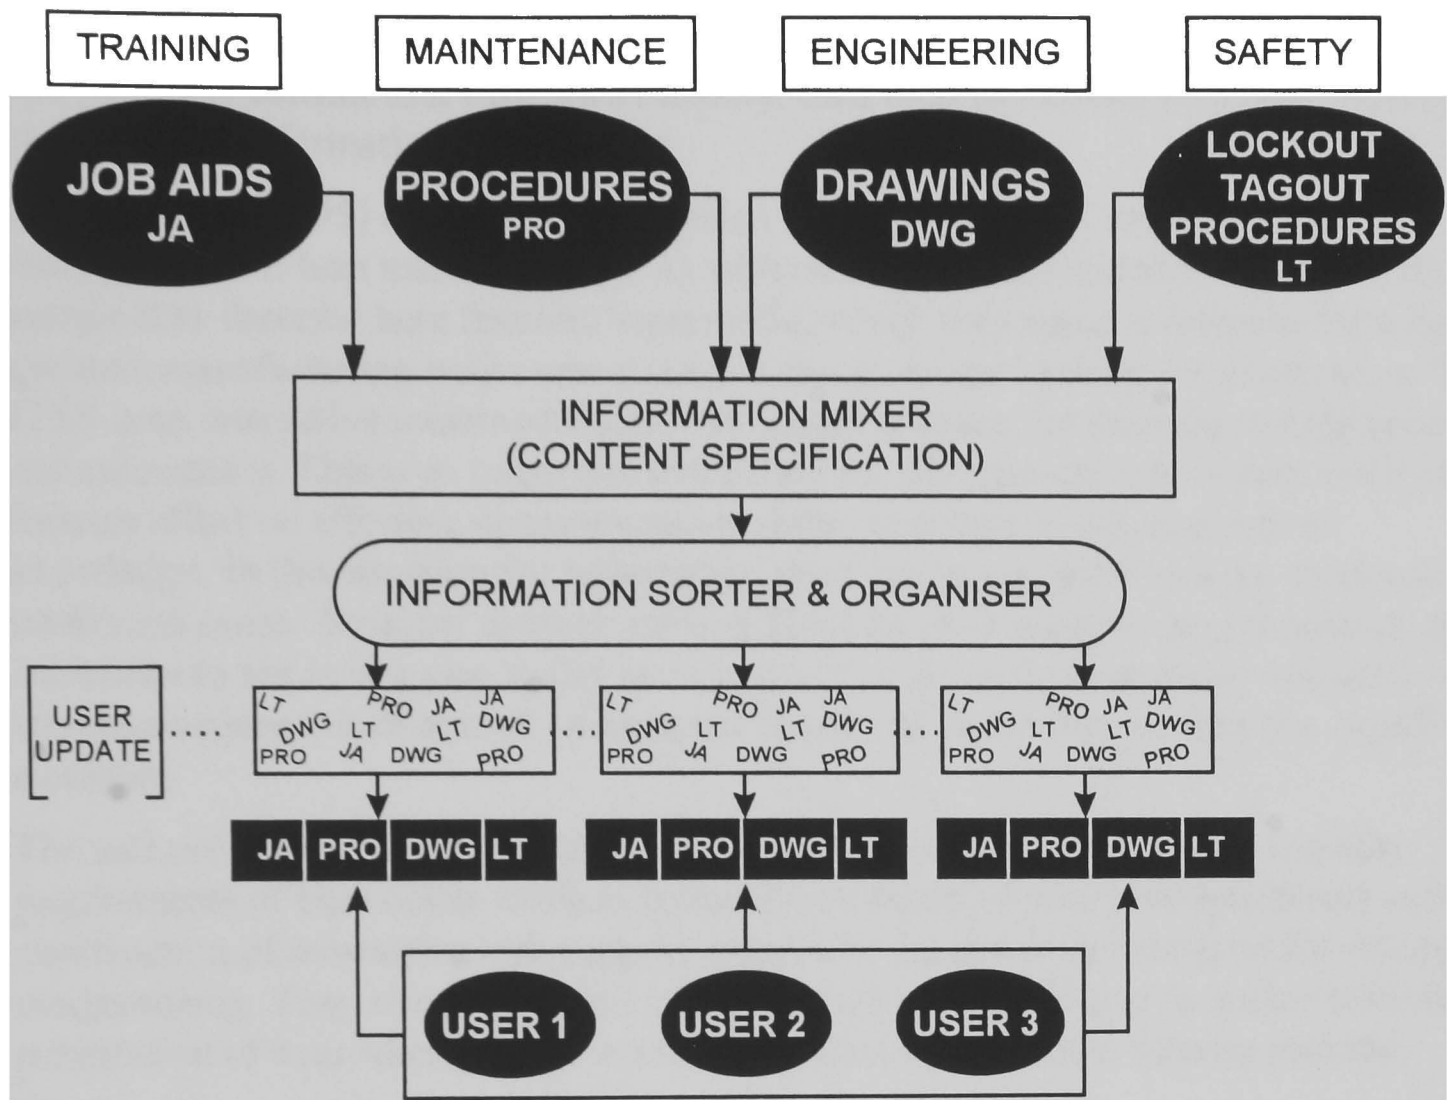 TRAINING
MAINTENANCE
ENGINEERING
SAFETY
JOB AIDS
JA
PROCEDURES
PRO
DRAWINGS
DWG
LOCKOUT
TAGOUT
PROCEDURES
LT
INFORMATION MIXER
(CONTENT SPECIFICATION)
INFORMATION SORTER & ORGANISER
USER
UPDATE
LT PRO JA JA
DWG LT LT DWG
PRO JA DWG PRO
LT PRO JA JA
DWG LT LT DWG
PRO JA DWG PRO
LT PRO JA JA
DWG LT LT DWG
PRO JA DWG PRO
JA PRO DWG LT
JA PRO DWG LT
JA PRO DWG LT
USER 1
USER 2
USER 3